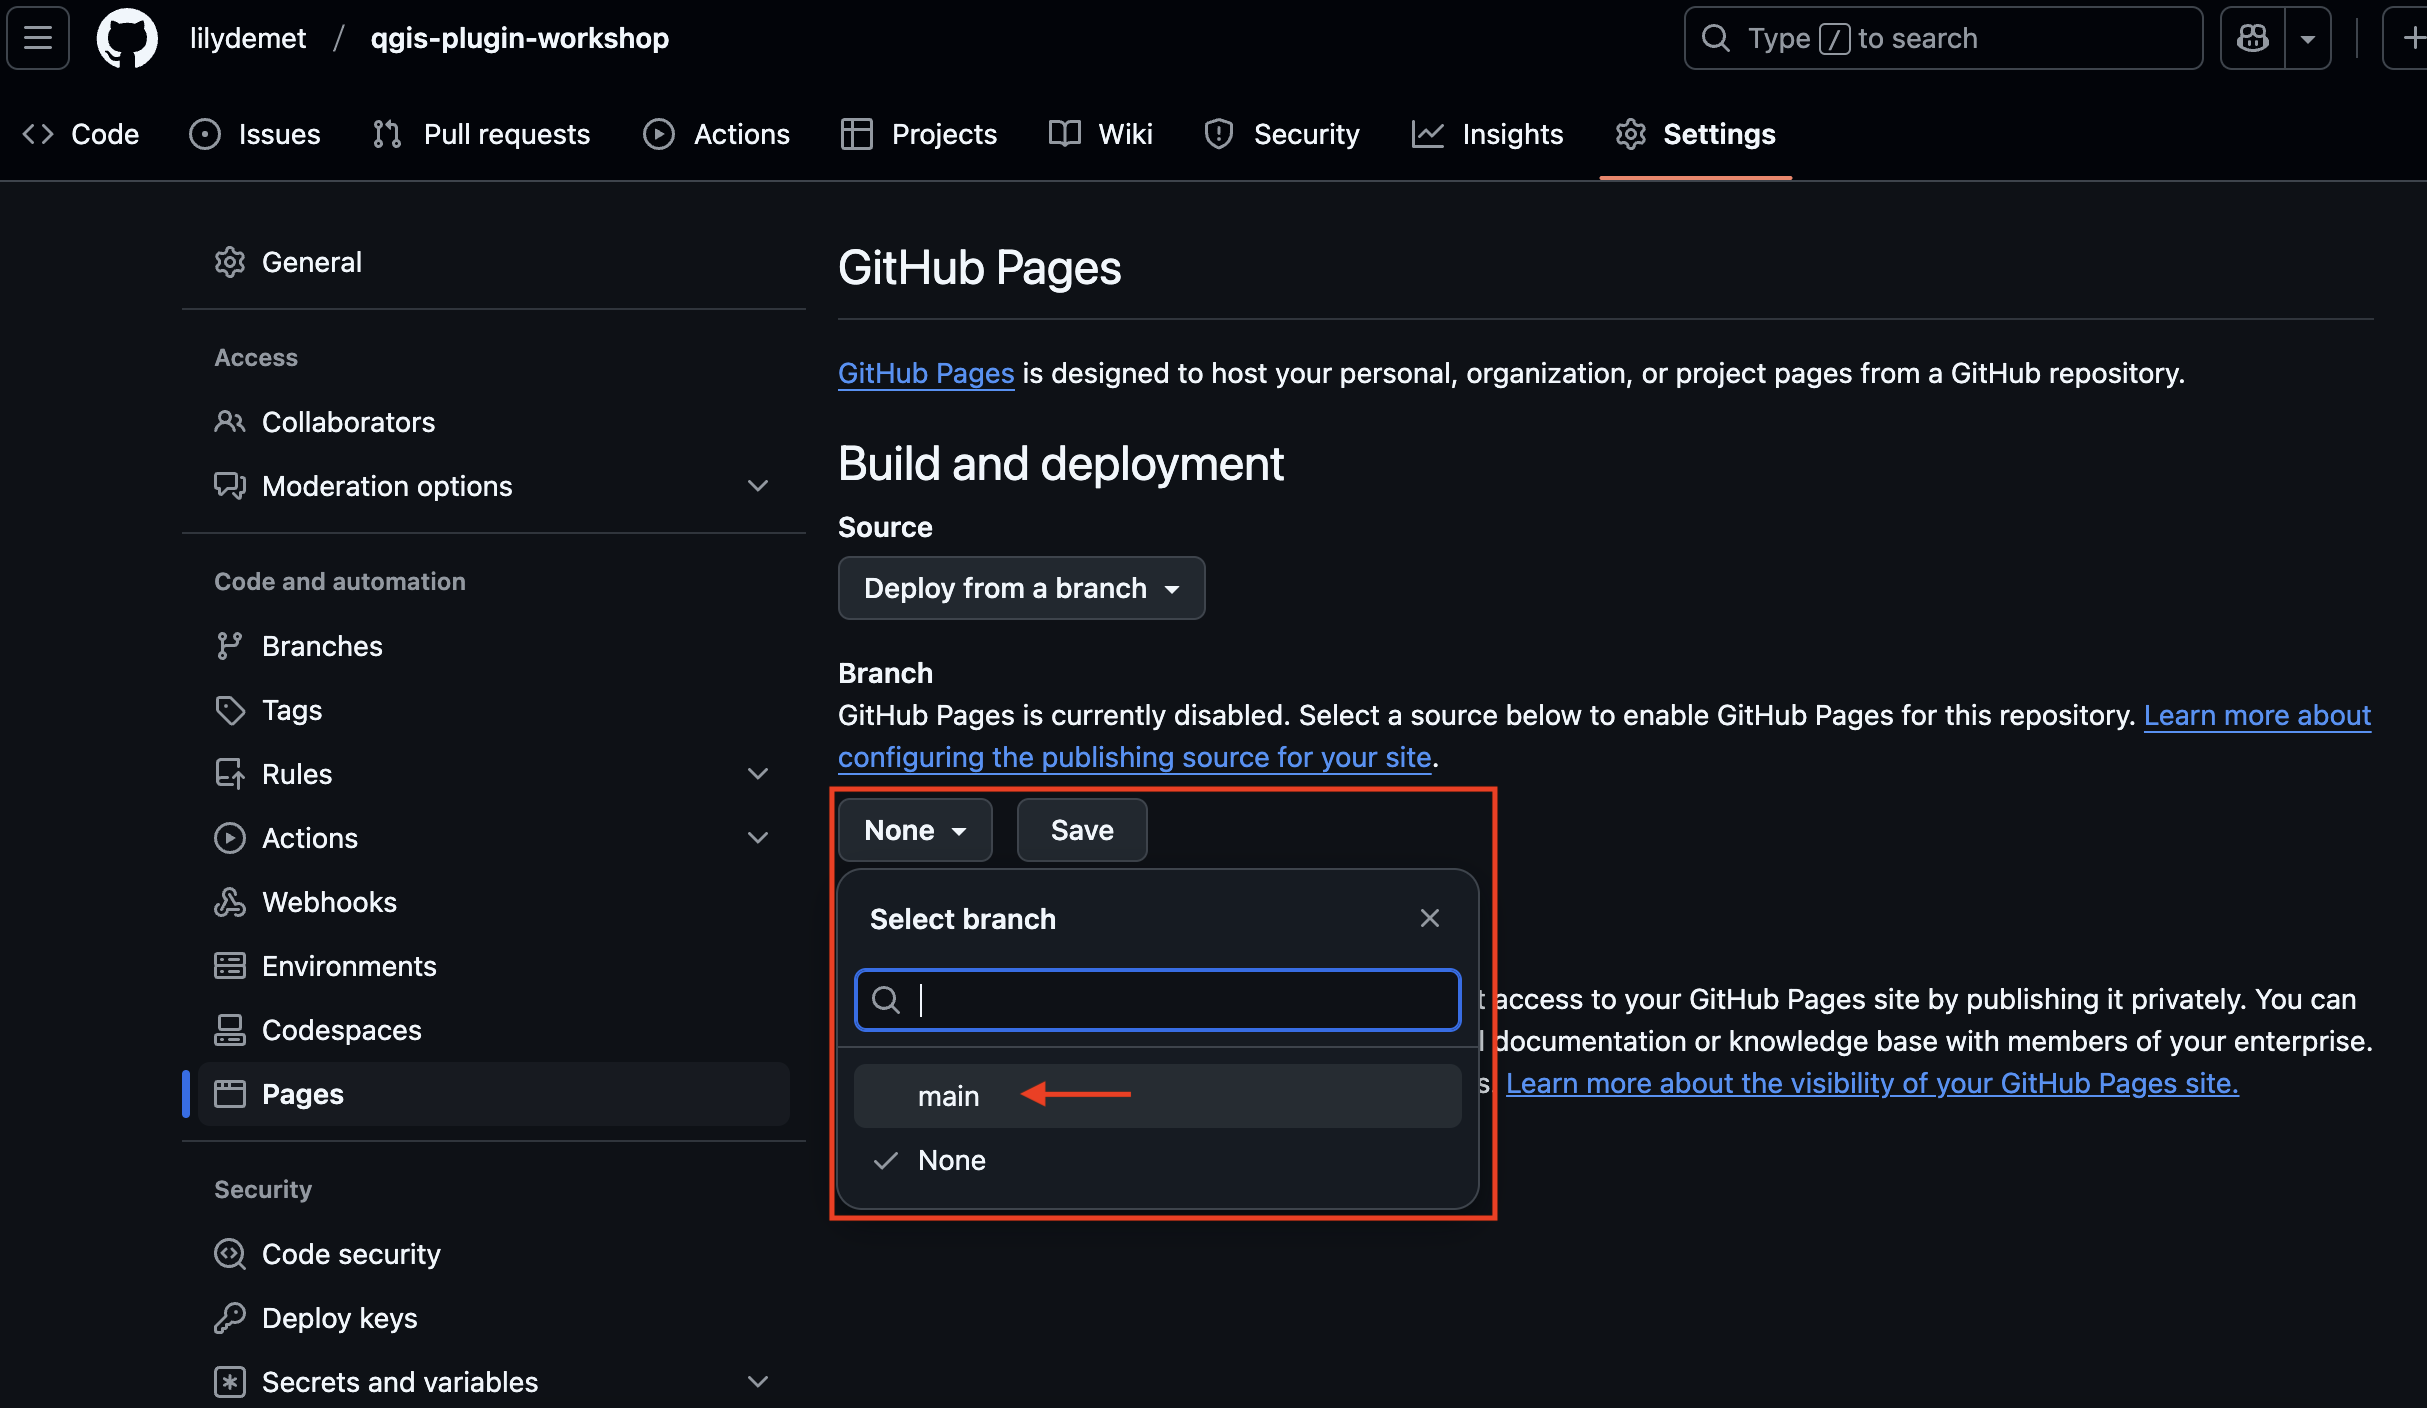 lilydemet / qgis-plugin-workshop
Type / to search
Code
Issues
Pull requests
Actions
Projects
Wiki
Security
Insights
Settings
General
Access
Collaborators
Moderation options
Code and automation
Branches
Tags
Rules
Actions
Webhooks
Environments
Codespaces
Pages
Security
Code security
Deploy keys
Secrets and variables
GitHub Pages
GitHub Pages is designed to host your personal, organization, or project pages from a GitHub repository.
Build and deployment
Source
Deploy from a branch
Branch
GitHub Pages is currently disabled. Select a source below to enable GitHub Pages for this repository. Learn more about
configuring the publishing source for your site.
None
Save
Select branch
main
None
access to your GitHub Pages site by publishing it privately. You can
documentation or knowledge base with members of your enterprise.
Learn more about the visibility of your GitHub Pages site.